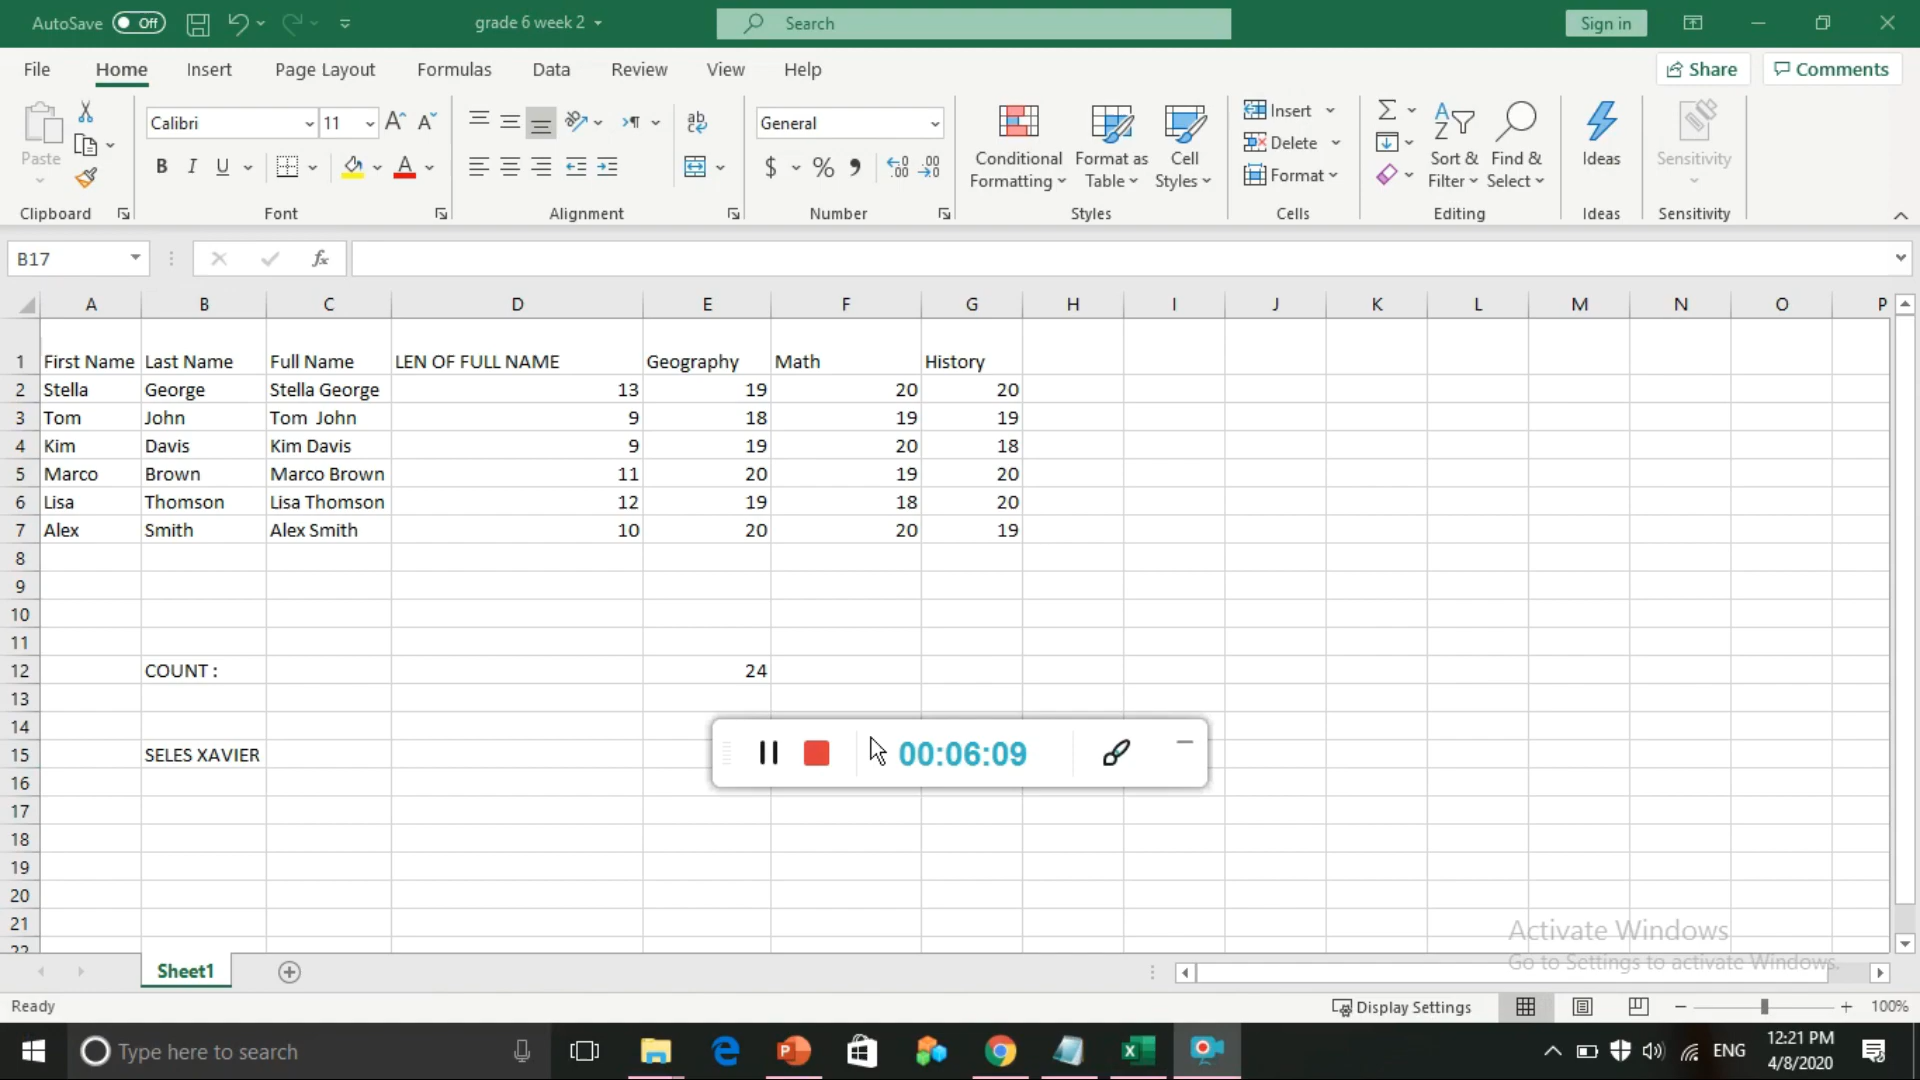 AutoSave Off grade 6 week 2 Search Sign in
File Home Insert Page Layout Formulas Data Review View Help Share Comments
Calibri 11 General Insert
Paste Conditional Formatting Format as Table Cell Styles Delete Sort & Filter Find & Select Ideas Sensitivity
B I U $ % Format
Clipboard Font Alignment Number Styles Cells Editing Ideas Sensitivity
B17 fx
A B C D E F G H I J K L M N O P
1 First Name Last Name Full Name LEN OF FULL NAME Geography Math History
2 Stella George Stella George 13 19 20 20
3 Tom John Tom  John 9 18 19 19
4 Kim Davis Kim Davis 9 19 20 18
5 Marco Brown Marco Brown 11 20 19 20
6 Lisa Thomson Lisa Thomson 12 19 18 20
7 Alex Smith Alex Smith 10 20 20 19
8
9
10
11
12 COUNT : 24
13
14
15 SELES XAVIER 00:06:09
16
17
18
19
20
21 Activate Windows
22
Go to Settings to activate Windows.
Sheet1
Ready Display Settings 100%
Type here to search ENG 12:21 PM
4/8/2020